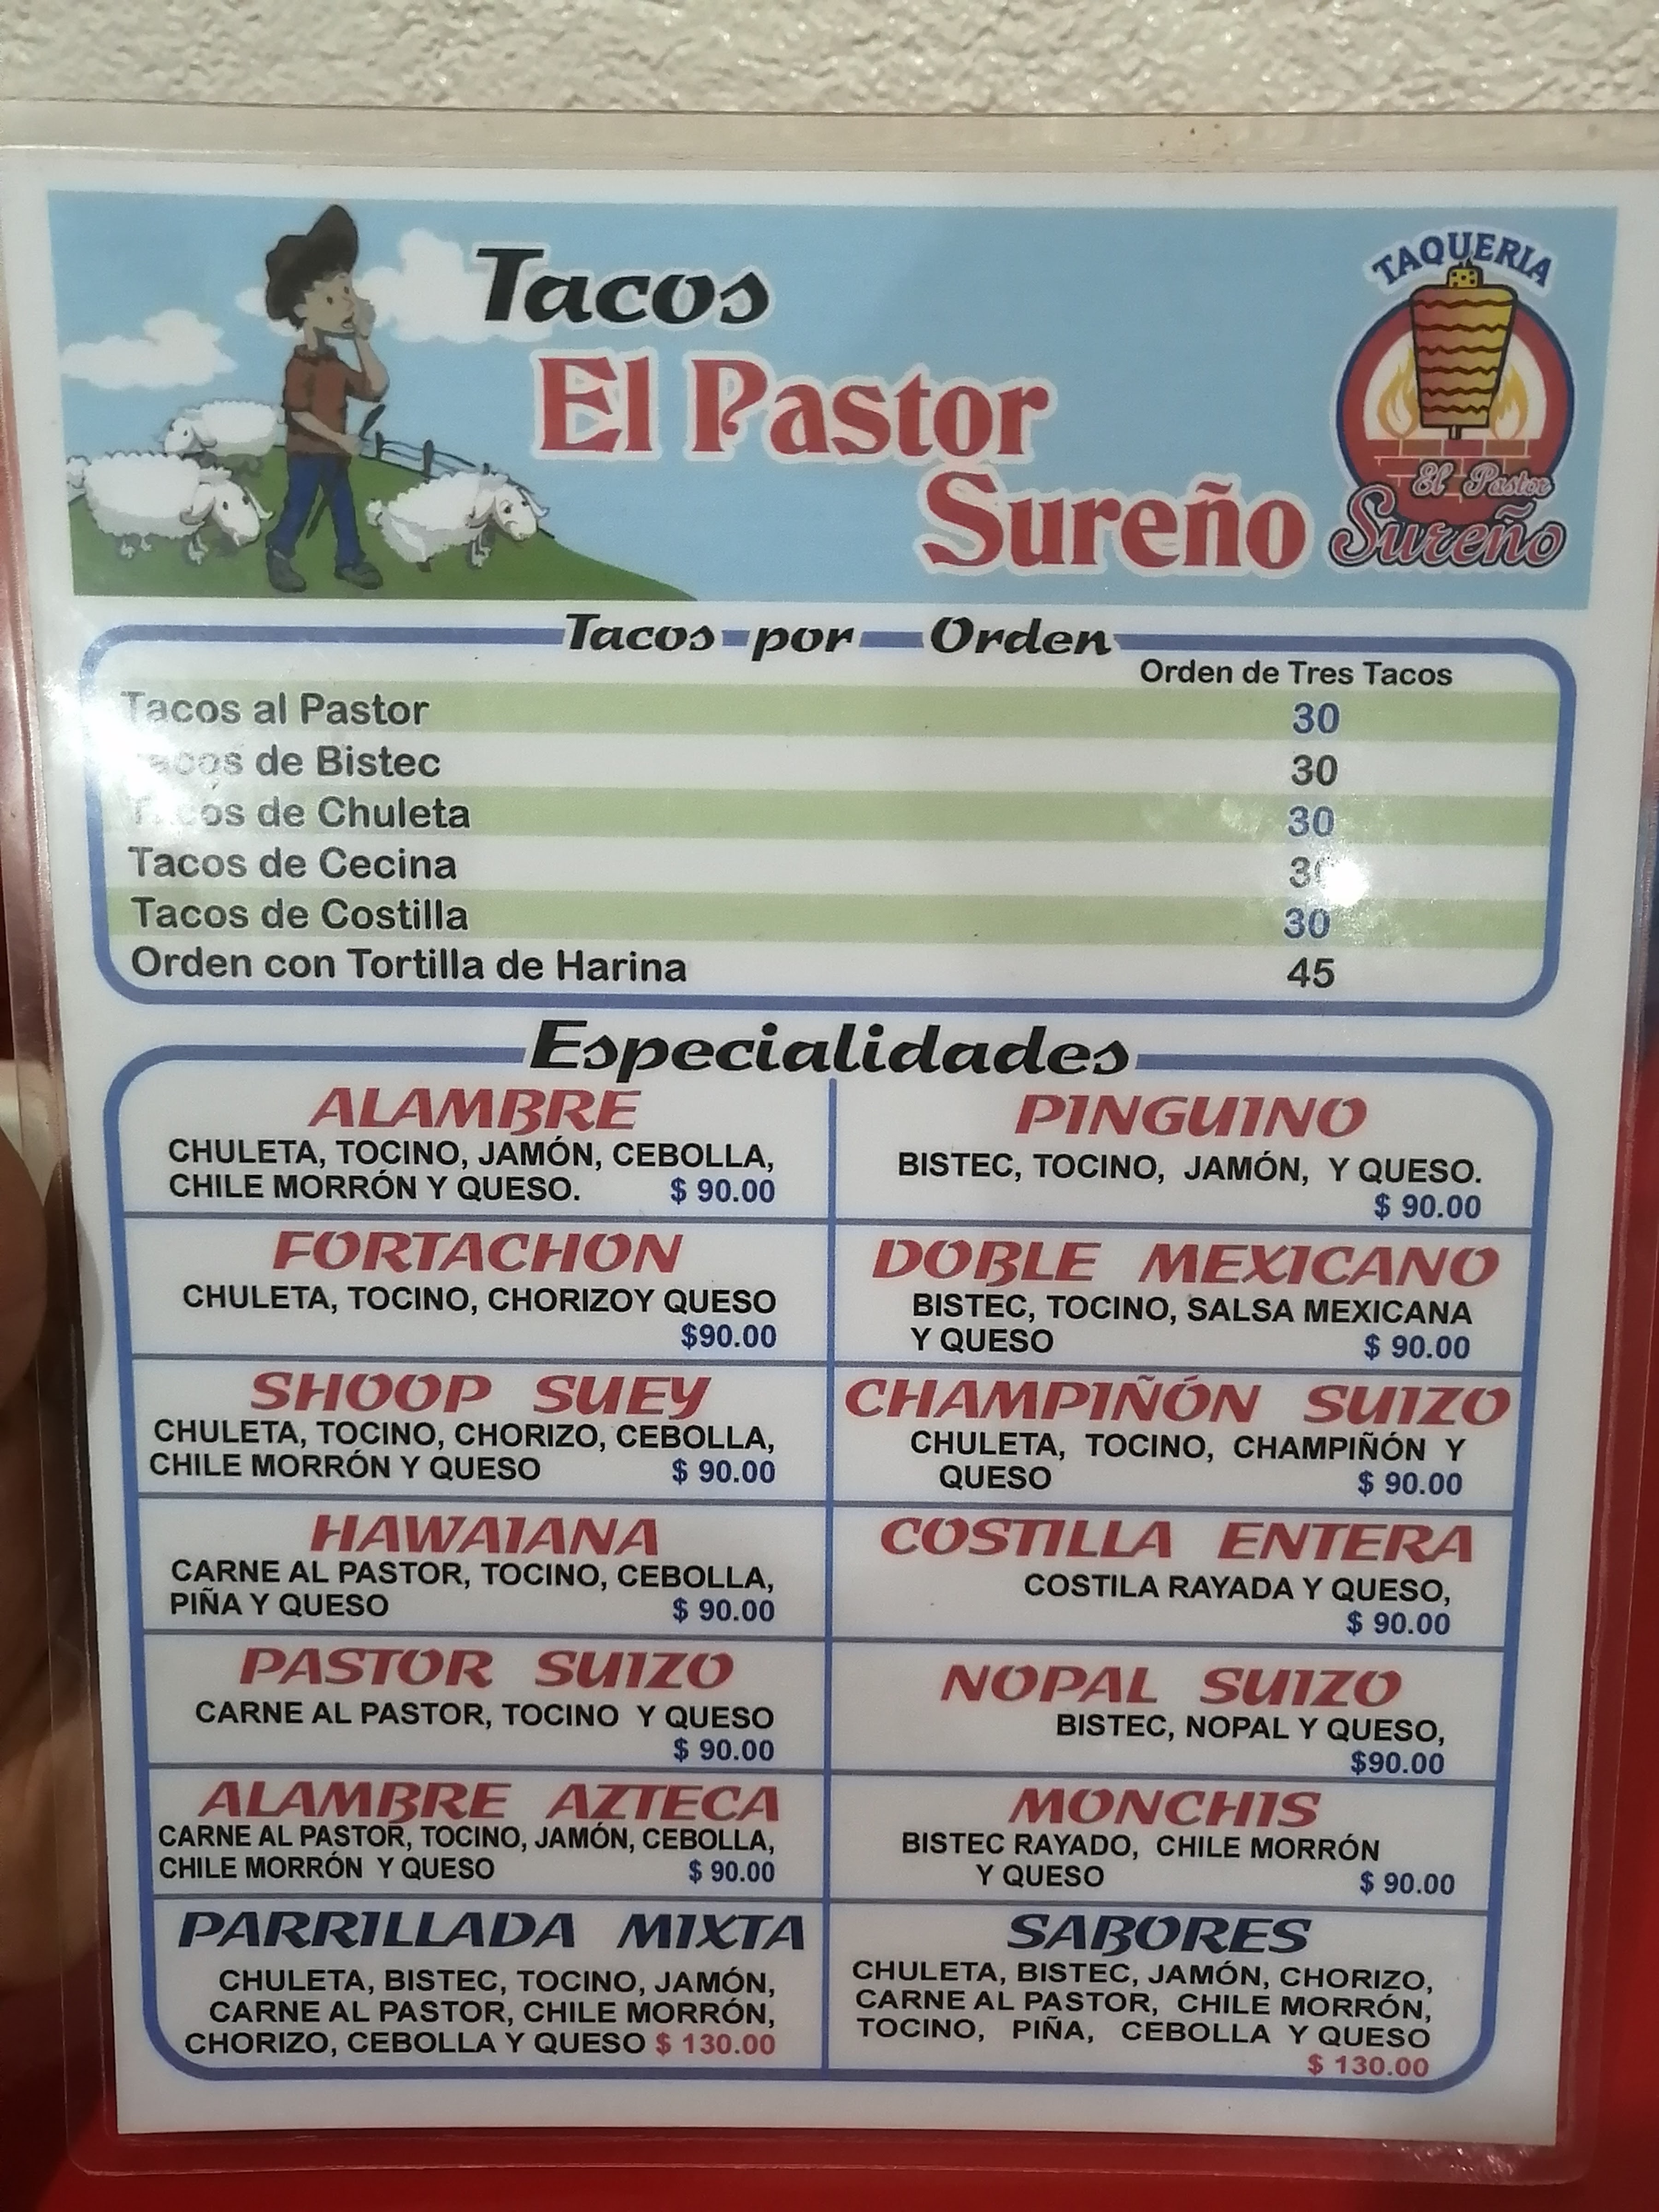 Tacos
El Pastor
Sureño
TAQUERIA
El Pastor
Sureño
Tacos por Orden
Orden de Tres Tacos
Tacos al Pastor 30
Tacos de Bistec 30
Tacos de Chuleta 30
Tacos de Cecina 30
Tacos de Costilla 30
Orden con Tortilla de Harina 45
Especialidades
ALAMBRE
CHULETA, TOCINO, JAMÓN, CEBOLLA,
CHILE MORRÓN Y QUESO. $ 90.00
PINGUINO
BISTEC, TOCINO, JAMÓN, Y QUESO.
$ 90.00
FORTACHON
CHULETA, TOCINO, CHORIZOY QUESO
$90.00
DOBLE MEXICANO
BISTEC, TOCINO, SALSA MEXICANA
Y QUESO $ 90.00
SHOOP SUEY
CHULETA, TOCINO, CHORIZO, CEBOLLA,
CHILE MORRÓN Y QUESO $ 90.00
CHAMPIÑÓN SUIZO
CHULETA, TOCINO, CHAMPIÑÓN Y
QUESO $ 90.00
HAWAIANA
CARNE AL PASTOR, TOCINO, CEBOLLA,
PIÑA Y QUESO $ 90.00
COSTILLA ENTERA
COSTILA RAYADA Y QUESO,
$ 90.00
PASTOR SUIZO
CARNE AL PASTOR, TOCINO Y QUESO
$ 90.00
NOPAL SUIZO
BISTEC, NOPAL Y QUESO,
$90.00
ALAMBRE AZTECA
CARNE AL PASTOR, TOCINO, JAMÓN, CEBOLLA,
CHILE MORRÓN Y QUESO $ 90.00
MONCHIS
BISTEC RAYADO, CHILE MORRÓN
Y QUESO $ 90.00
PARRILLADA MIXTA
CHULETA, BISTEC, TOCINO, JAMÓN,
CARNE AL PASTOR, CHILE MORRÓN,
CHORIZO, CEBOLLA Y QUESO $ 130.00
SABORES
CHULETA, BISTEC, JAMÓN, CHORIZO,
CARNE AL PASTOR, CHILE MORRÓN,
TOCINO, PIÑA, CEBOLLA Y QUESO
$ 130.00